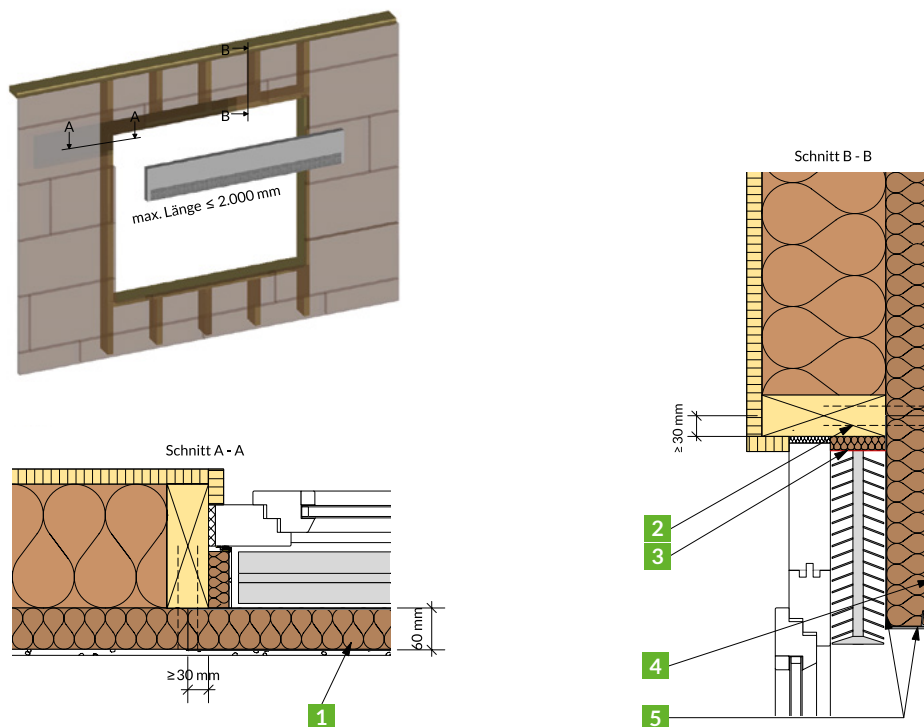 B
B
A
A
max. Länge ≤ 2.000 mm
Schnitt B - B
≥ 30 mm
Schnitt A - A
2
3
60 mm
4
≥ 30 mm
1
5